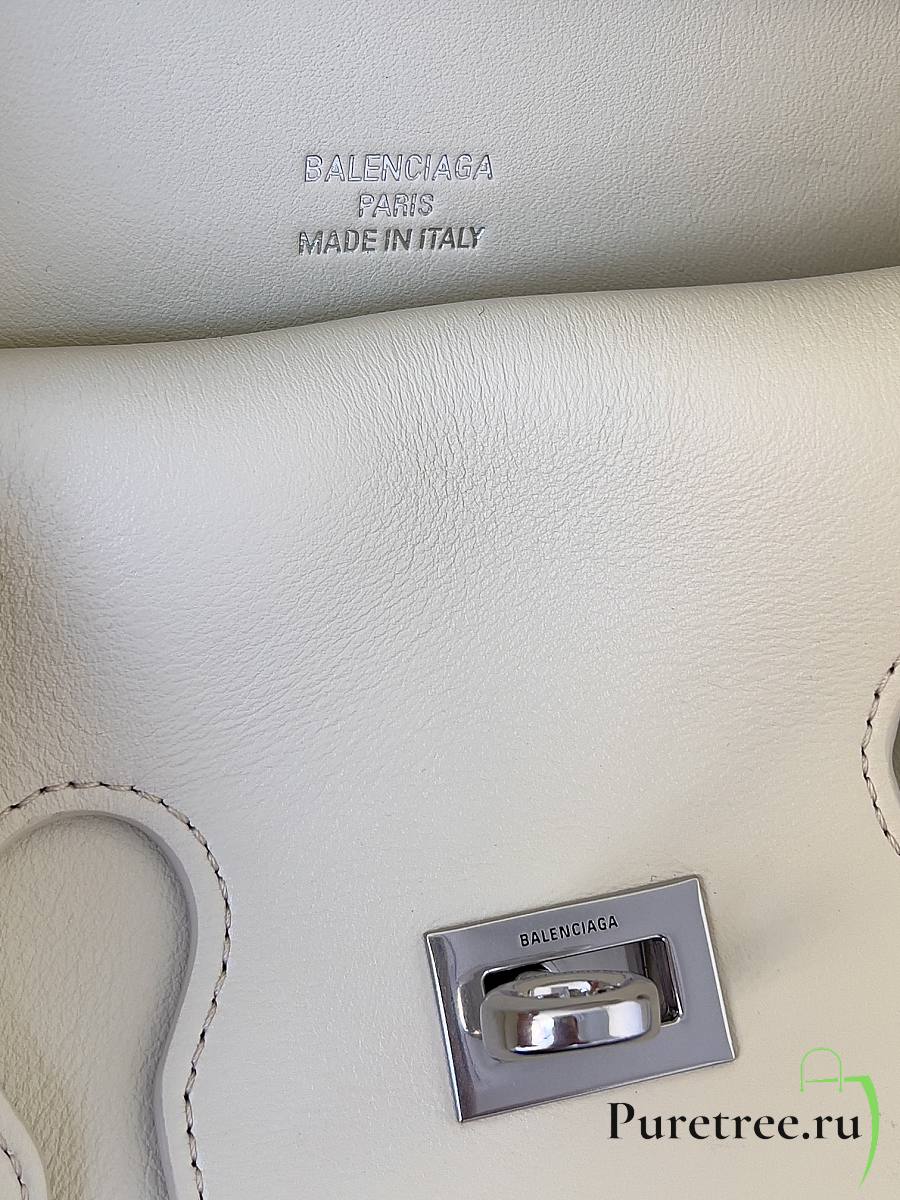 BALENCIAGA
PARIS
MADE IN ITALY
BALENCIAGA
Puretree.ru